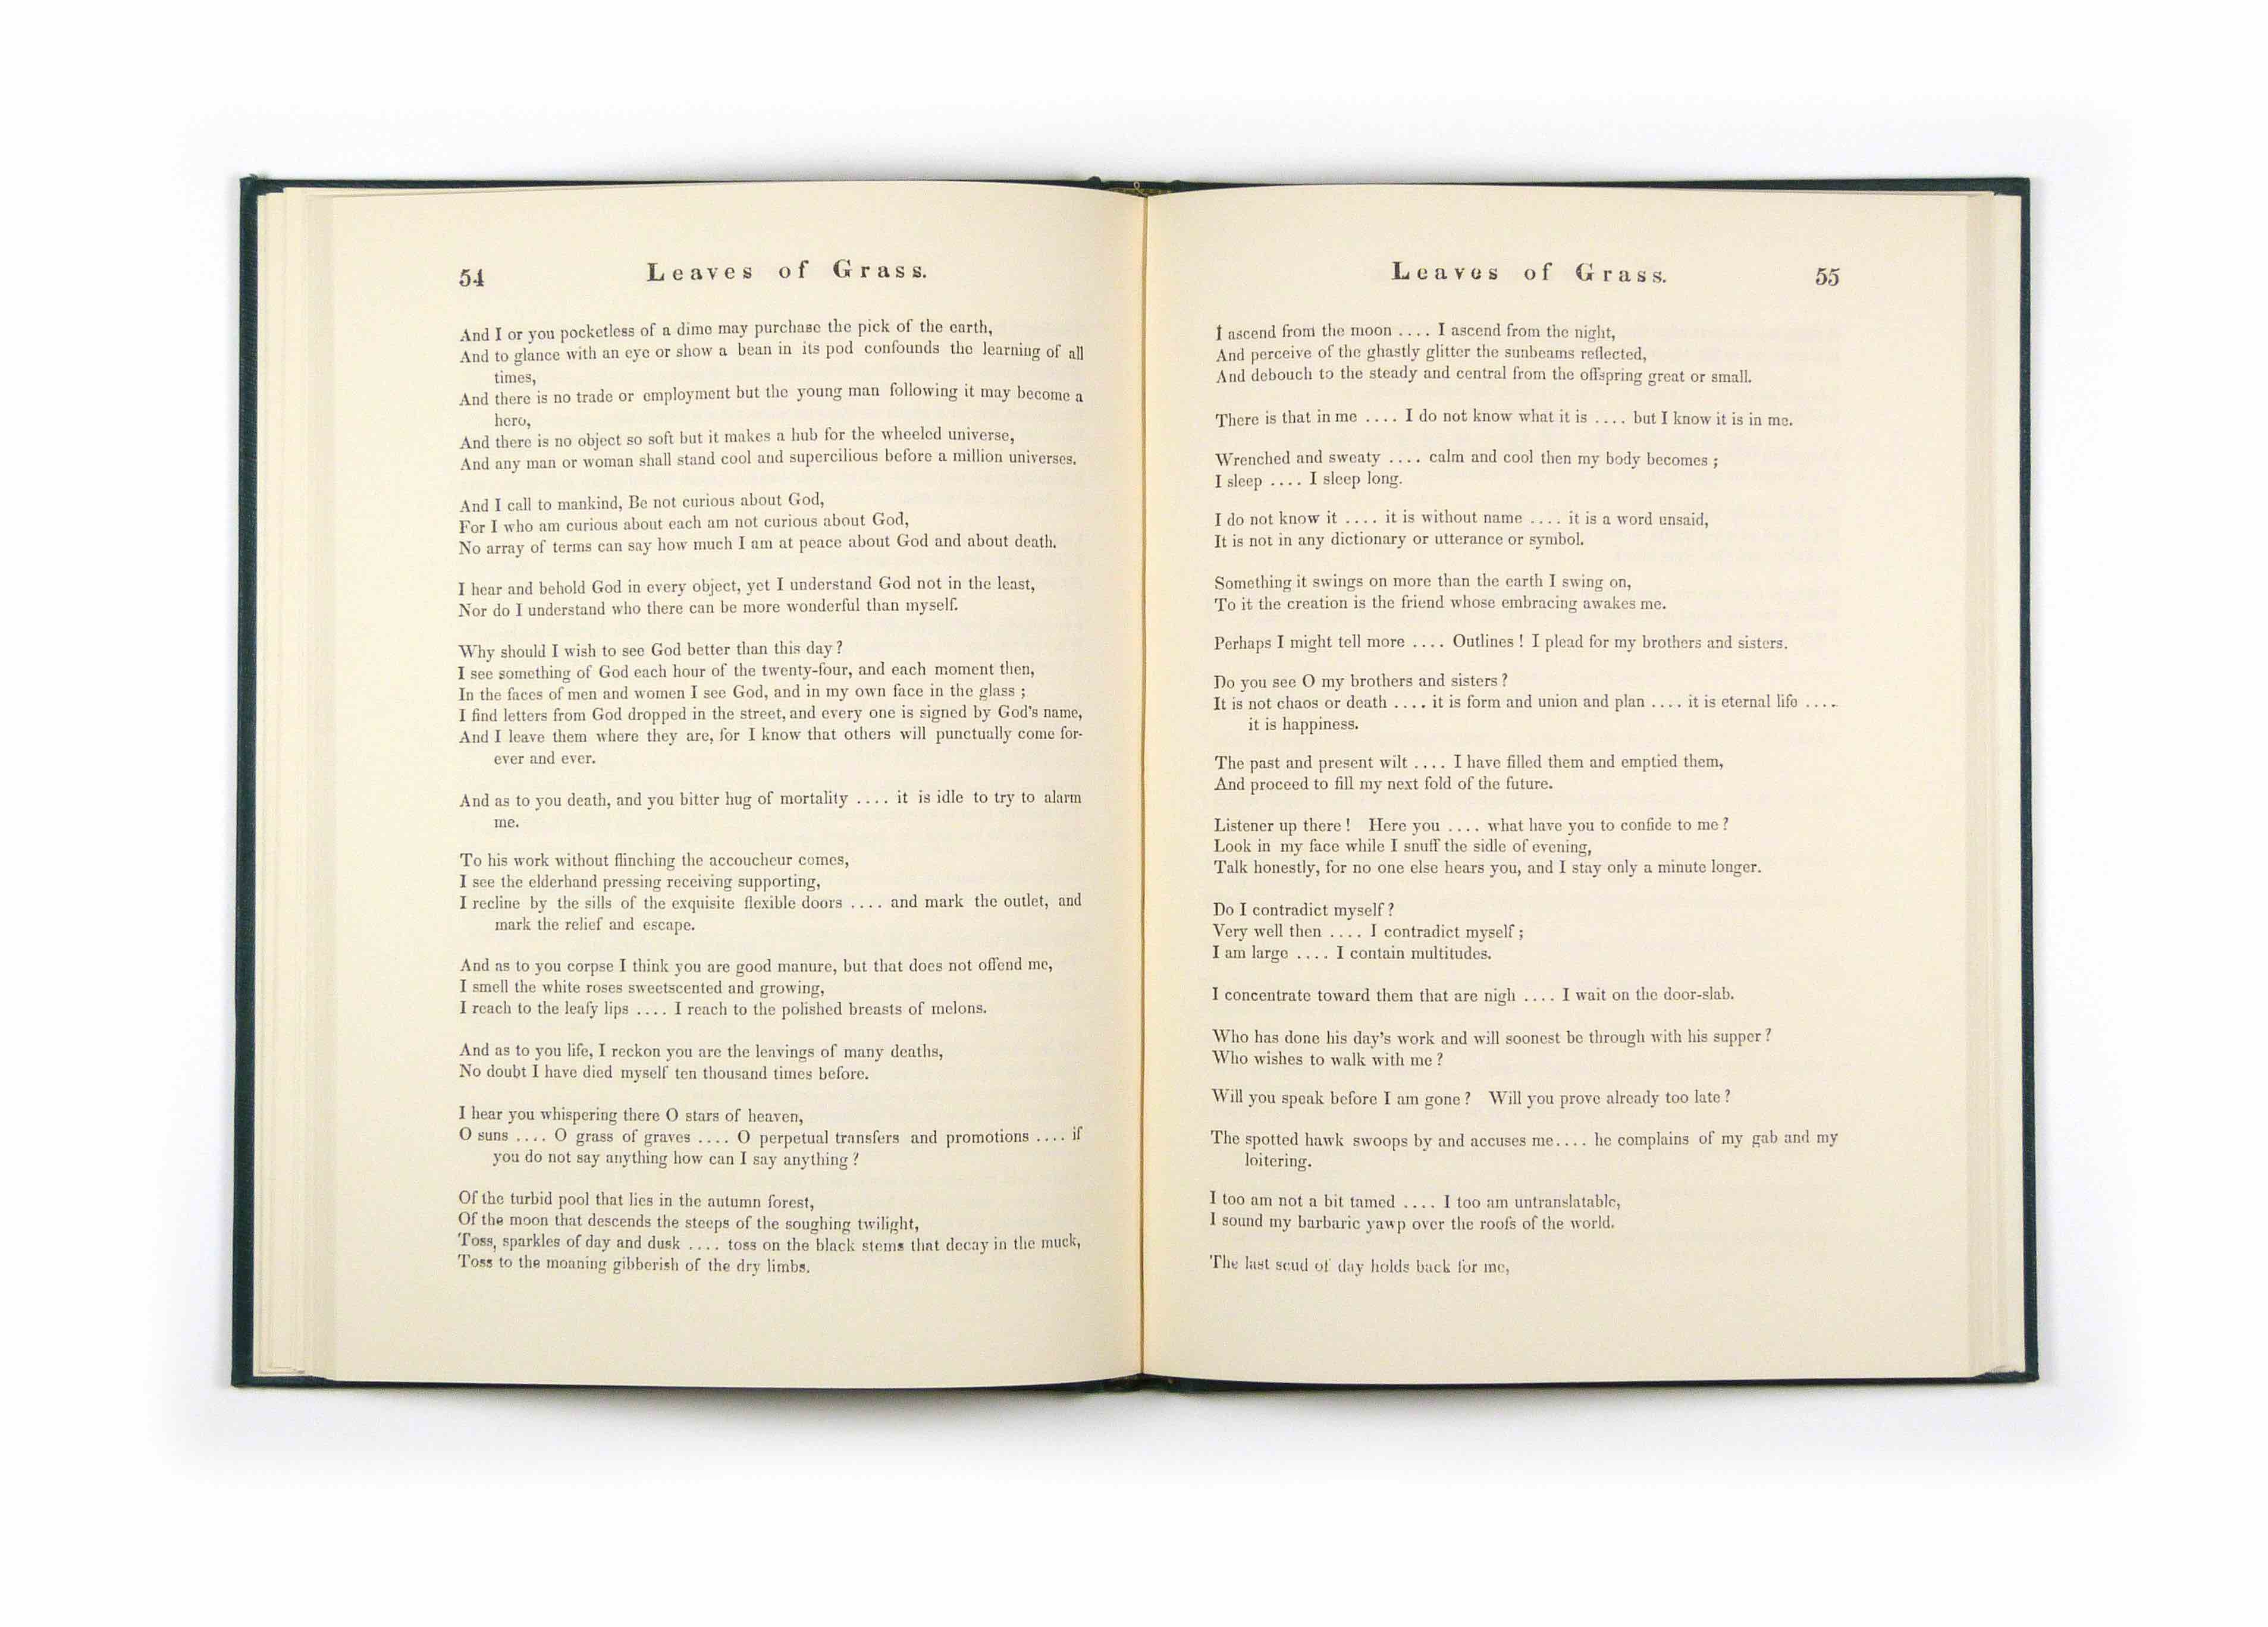 54 Leaves of Grass.
And I or you pocketless of a dime may purchase the pick of the earth,
And to glance with an eye or show a bean in its pod confounds the learning of all
times,
And there is no trade or employment but the young man following it may become a
hero,
And there is no object so soft but it makes a hub for the wheeled universe,
And any man or woman shall stand cool and supercilious before a million universes.
And I call to mankind, Be not curious about God,
For I who am curious about each am not curious about God,
No array of terms can say how much I am at peace about God and about death.
I hear and behold God in every object, yet I understand God not in the least,
Nor do I understand who there can be more wonderful than myself.
Why should I wish to see God better than this day ?
I see something of God each hour of the twenty-four, and each moment then,
In the faces of men and women I see God, and in my own face in the glass ;
I find letters from God dropped in the street, and every one is signed by God's name,
And I leave them where they are, for I know that others will punctually come for-
ever and ever.
And as to you death, and you bitter hug of mortality .... it is idle to try to alarm
me.
To his work without flinching the accoucheur comes,
I see the elderhand pressing receiving supporting,
I recline by the sills of the exquisite flexible doors .... and mark the outlet, and
mark the relief and escape.
And as to you corpse I think you are good manure, but that does not offend me,
I smell the white roses sweetscented and growing,
I reach to the leafy lips .... I reach to the polished breasts of melons.
And as to you life, I reckon you are the leavings of many deaths,
No doubt I have died myself ten thousand times before.
I hear you whispering there O stars of heaven,
O suns .... O grass of graves .... O perpetual transfers and promotions .... if
you do not say anything how can I say anything ?
Of the turbid pool that lies in the autumn forest,
Of the moon that descends the steeps of the soughing twilight,
Toss, sparkles of day and dusk .... toss on the black stems that decay in the muck,
Toss to the moaning gibberish of the dry limbs.
Leaves of Grass. 55
I ascend from the moon .... I ascend from the night,
And perceive of the ghastly glitter the sunbeams reflected,
And debouch to the steady and central from the offspring great or small.
There is that in me .... I do not know what it is .... but I know it is in me.
Wrenched and sweaty .... calm and cool then my body becomes ;
I sleep .... I sleep long.
I do not know it .... it is without name .... it is a word unsaid,
It is not in any dictionary or utterance or symbol.
Something it swings on more than the earth I swing on,
To it the creation is the friend whose embracing awakes me.
Perhaps I might tell more .... Outlines ! I plead for my brothers and sisters.
Do you see O my brothers and sisters ?
It is not chaos or death .... it is form and union and plan .... it is eternal life ....
it is happiness.
The past and present wilt .... I have filled them and emptied them,
And proceed to fill my next fold of the future.
Listener up there ! Here you .... what have you to confide to me ?
Look in my face while I snuff the sidle of evening,
Talk honestly, for no one else hears you, and I stay only a minute longer.
Do I contradict myself ?
Very well then .... I contradict myself ;
I am large .... I contain multitudes.
I concentrate toward them that are nigh .... I wait on the door-slab.
Who has done his day's work and will soonest be through with his supper ?
Who wishes to walk with me ?
Will you speak before I am gone ? Will you prove already too late ?
The spotted hawk swoops by and accuses me.... he complains of my gab and my
loitering.
I too am not a bit tamed .... I too am untranslatable,
I sound my barbaric yawp over the roofs of the world.
The last scud of day holds back for me,